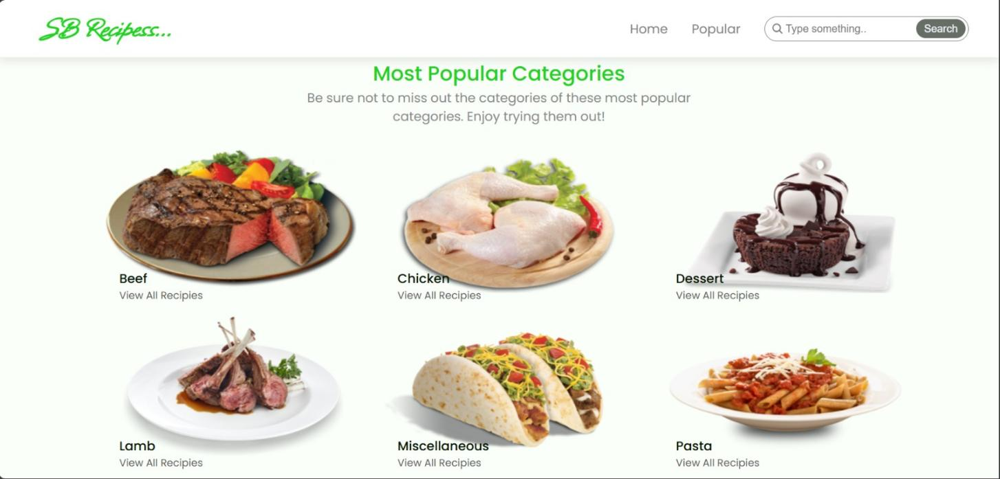 SB Recipess...
Home
Popular
Type something..
Search
Most Popular Categories
Be sure not to miss out the categories of these most popular
categories. Enjoy trying them out!
Beef
View All Recipies
Chicken
View All Recipies
Dessert
View All Recipies
Lamb
View All Recipies
Miscellaneous
View All Recipies
Pasta
View All Recipies